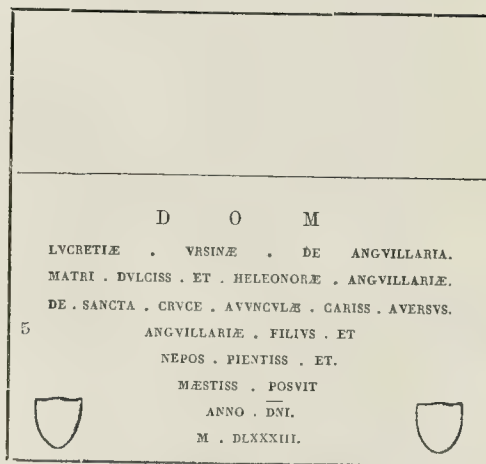 D O M
LVCRETIÆ . VRSINÆ . DE ANGVILLARIA.
MATRI . DVLCISS . ET . HELEONORÆ . ANGVILLARIÆ.
DE . SANCTA . CRVCE . AVVNCVLÆ . CARISS . AVERSVS.
5 ANGVILLARIÆ . FILIVS . ET
NEPOS . PIENTISS . ET.
MÆSTISS . POSVIT
ANNO . D̅N̅I̅.
M . DLXXXIII.